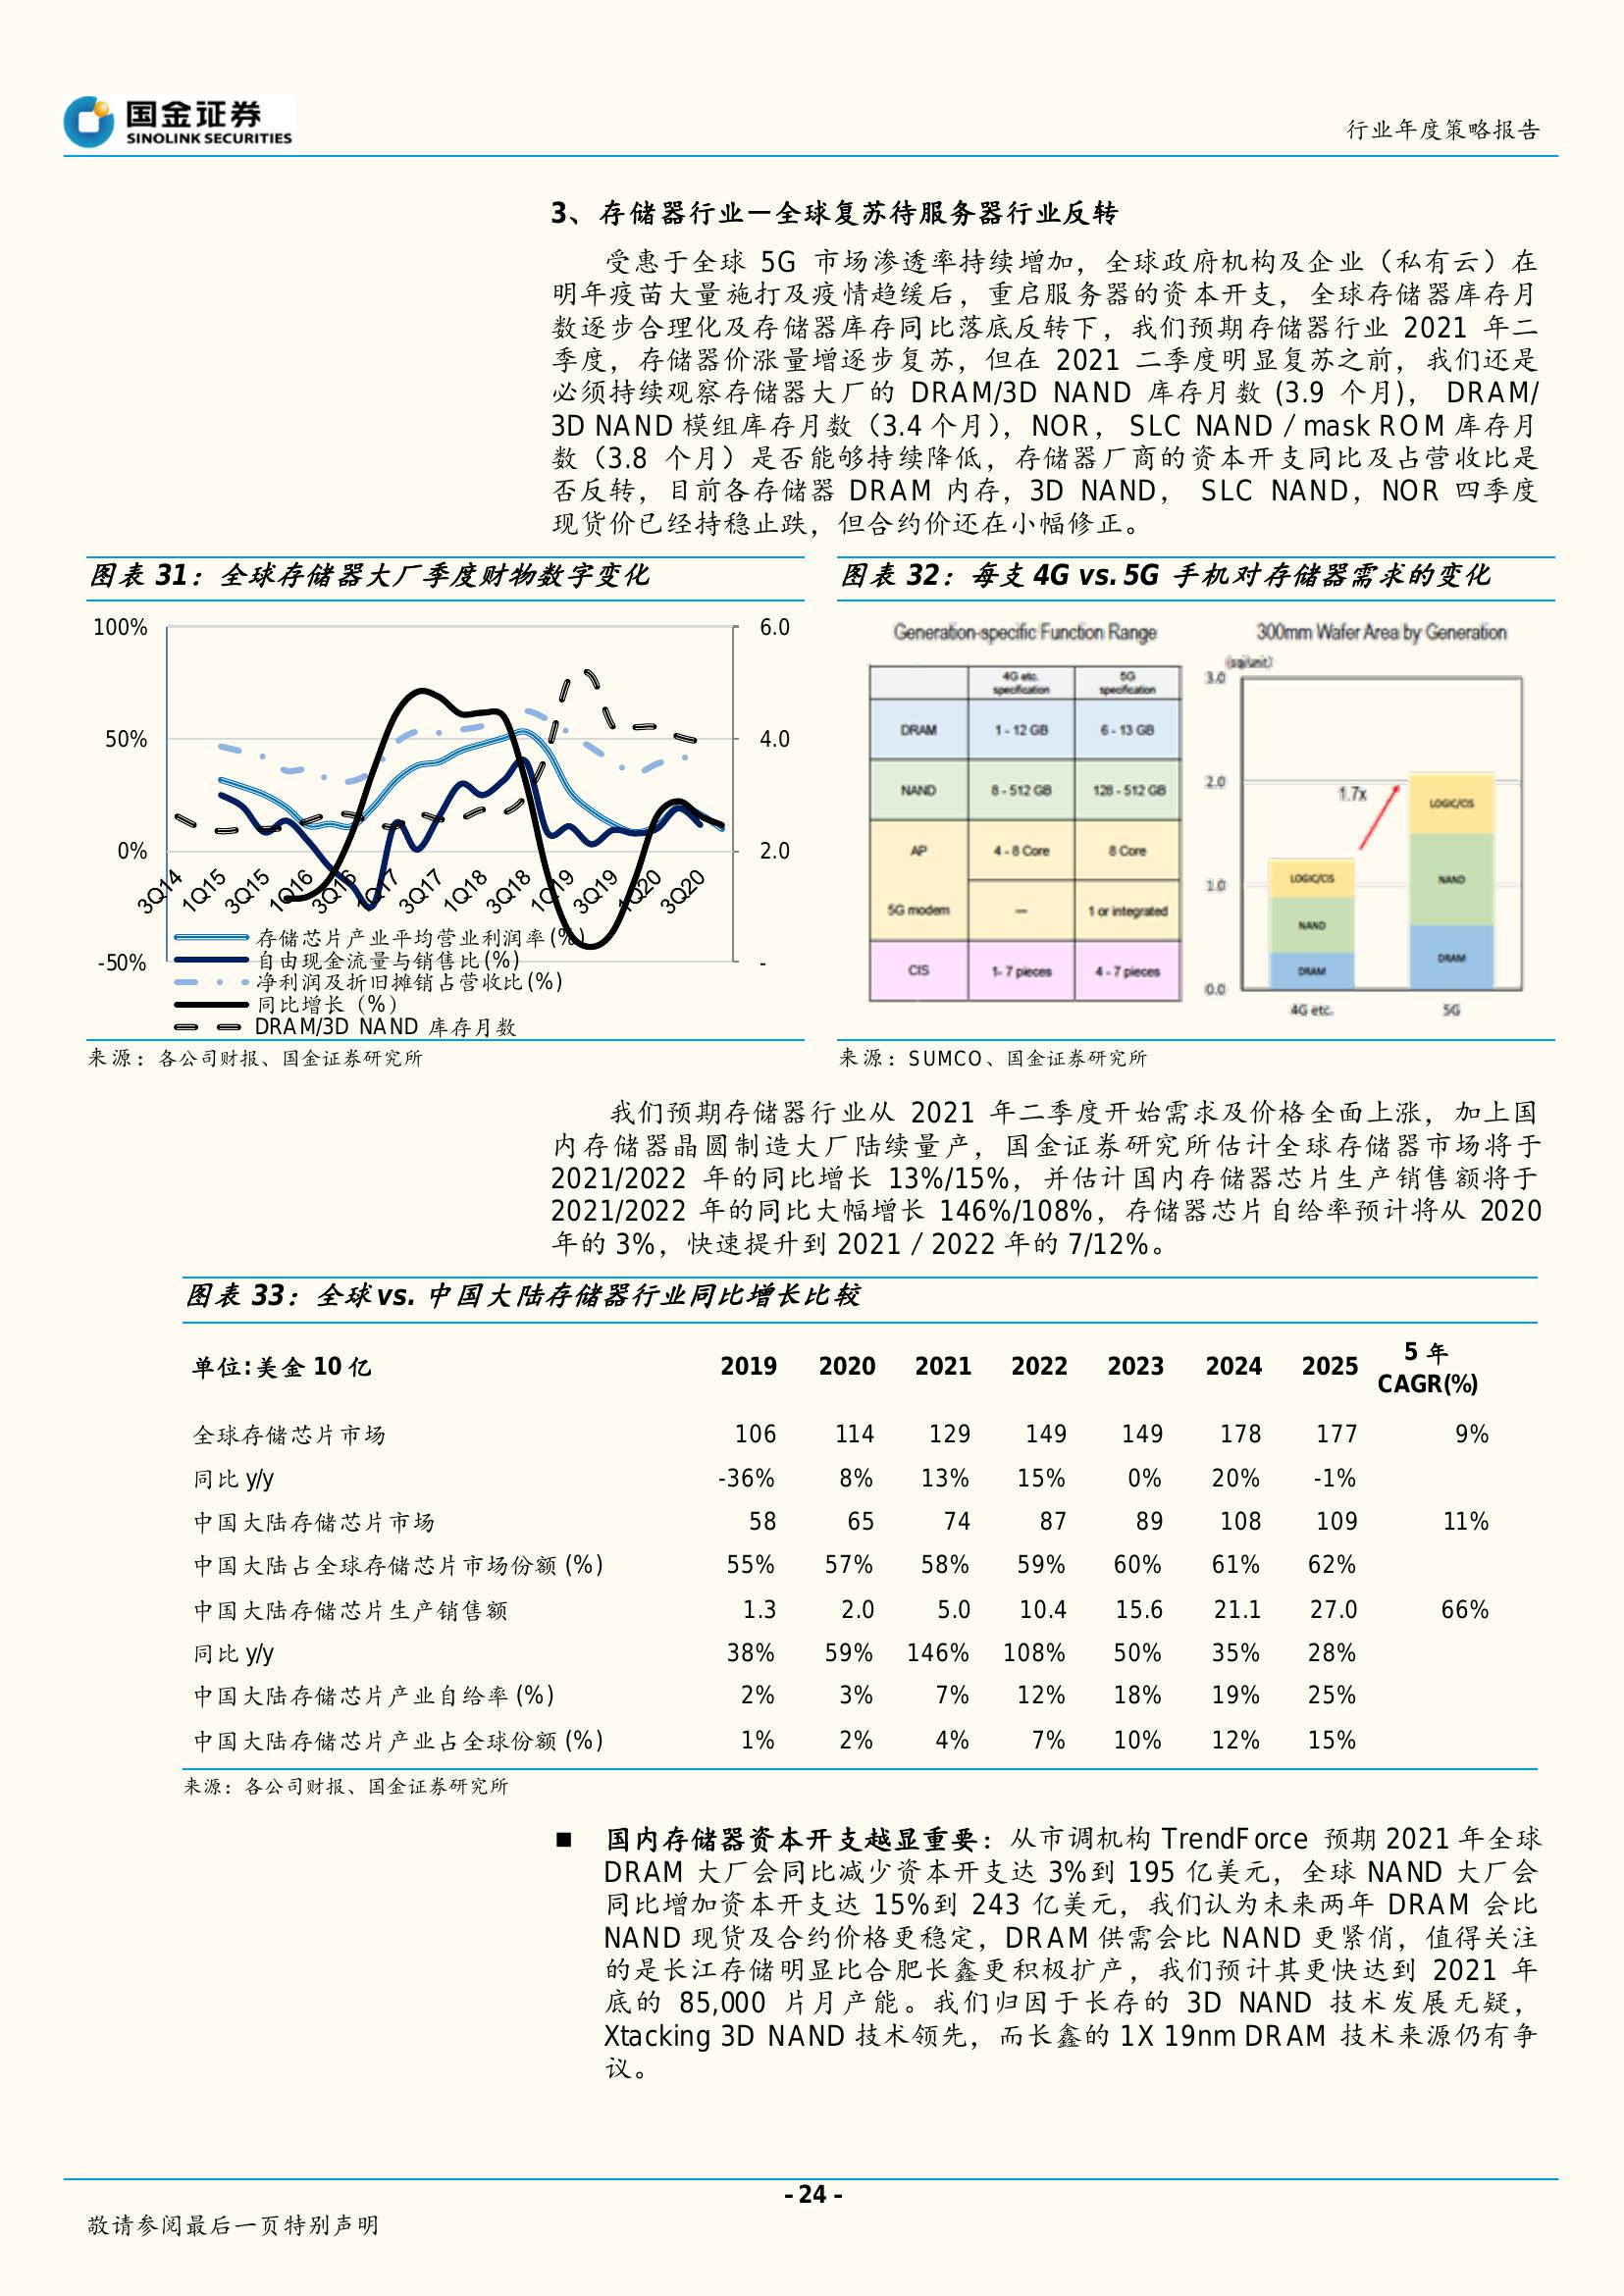 国金证券
SINOLINK SECURITIES
行业年度策略报告
3、存储器行业—全球复苏待服务器行业反转
受惠于全球 5G 市场渗透率持续增加，全球政府机构及企业（私有云）在
明年疫苗大量施打及疫情趋缓后，重启服务器的资本开支，全球存储器库存月
数逐步合理化及存储器库存同比落底反转下，我们预期存储器行业 2021 年二
季度，存储器价涨量增逐步复苏，但在 2021 二季度明显复苏之前，我们还是
必须持续观察存储器大厂的 DRAM/3D NAND 库存月数 (3.9 个月)， DRAM/
3D NAND 模组库存月数（3.4 个月），NOR， SLC NAND / mask ROM 库存月
数（3.8 个月）是否能够持续降低，存储器厂商的资本开支同比及占营收比是
否反转，目前各存储器 DRAM 内存，3D NAND， SLC NAND，NOR 四季度
现货价已经持稳止跌，但合约价还在小幅修正。
图表 31：全球存储器大厂季度财物数字变化
100%
50%
0%
-50%
6.0
4.0
2.0
-
3Q14 1Q15 3Q15 1Q16 3Q16 1Q17 3Q17 1Q18 3Q18 1Q19 3Q19 1Q20 3Q20
存储芯片产业平均营业利润率(%)
自由现金流量与销售比(%)
净利润及折旧摊销占营收比(%)
同比增长（%）
DRAM/3D NAND 库存月数
来源：各公司财报、国金证券研究所
图表 32：每支 4G vs. 5G 手机对存储器需求的变化
Generation-specific Function Range
4G etc. specification 5G specification
DRAM 1 - 12 GB 6 - 13 GB
NAND 8 - 512 GB 128 - 512 GB
AP 4 - 8 Core 8 Core
5G modem — 1 or integrated
CIS 1- 7 pieces 4 - 7 pieces
300mm Wafer Area by Generation
(sq/unit)
3.0
2.0
1.0
0.0
1.7x
LOGIC/CIS
NAND
DRAM
LOGIC/CIS
NAND
DRAM
4G etc. 5G
来源：SUMCO、国金证券研究所
我们预期存储器行业从 2021 年二季度开始需求及价格全面上涨，加上国
内存储器晶圆制造大厂陆续量产，国金证券研究所估计全球存储器市场将于
2021/2022 年的同比增长 13%/15%，并估计国内存储器芯片生产销售额将于
2021/2022 年的同比大幅增长 146%/108%，存储器芯片自给率预计将从 2020
年的 3%，快速提升到 2021 / 2022 年的 7/12%。
图表 33：全球 vs. 中国大陆存储器行业同比增长比较
单位:美金 10 亿 2019 2020 2021 2022 2023 2024 2025 5 年 CAGR(%)
全球存储芯片市场 106 114 129 149 149 178 177 9%
同比 y/y -36% 8% 13% 15% 0% 20% -1%
中国大陆存储芯片市场 58 65 74 87 89 108 109 11%
中国大陆占全球存储芯片市场份额(%) 55% 57% 58% 59% 60% 61% 62%
中国大陆存储芯片生产销售额 1.3 2.0 5.0 10.4 15.6 21.1 27.0 66%
同比 y/y 38% 59% 146% 108% 50% 35% 28%
中国大陆存储芯片产业自给率(%) 2% 3% 7% 12% 18% 19% 25%
中国大陆存储芯片产业占全球份额(%) 1% 2% 4% 7% 10% 12% 15%
来源：各公司财报、国金证券研究所
■ 国内存储器资本开支越显重要：从市调机构 TrendForce 预期 2021 年全球
DRAM 大厂会同比减少资本开支达 3%到 195 亿美元，全球 NAND 大厂会
同比增加资本开支达 15%到 243 亿美元，我们认为未来两年 DRAM 会比
NAND 现货及合约价格更稳定，DRAM 供需会比 NAND 更紧俏，值得关注
的是长江存储明显比合肥长鑫更积极扩产，我们预计其更快达到 2021 年
底的 85,000 片月产能。我们归因于长存的 3D NAND 技术发展无疑，
Xtacking 3D NAND 技术领先，而长鑫的 1X 19nm DRAM 技术来源仍有争
议。
- 24 -
敬请参阅最后一页特别声明